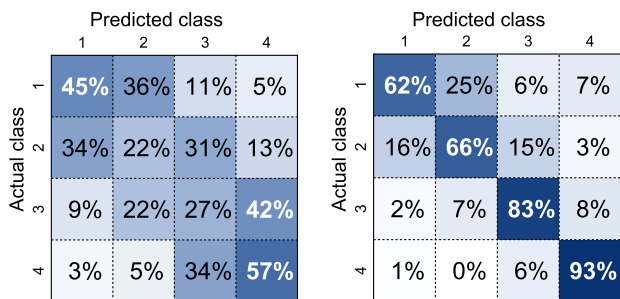 Predicted class
1 2 3 4
Actual class
1 45% 36% 11% 5%
2 34% 22% 31% 13%
3 9% 22% 27% 42%
4 3% 5% 34% 57%
Predicted class
1 2 3 4
Actual class
1 62% 25% 6% 7%
2 16% 66% 15% 3%
3 2% 7% 83% 8%
4 1% 0% 6% 93%